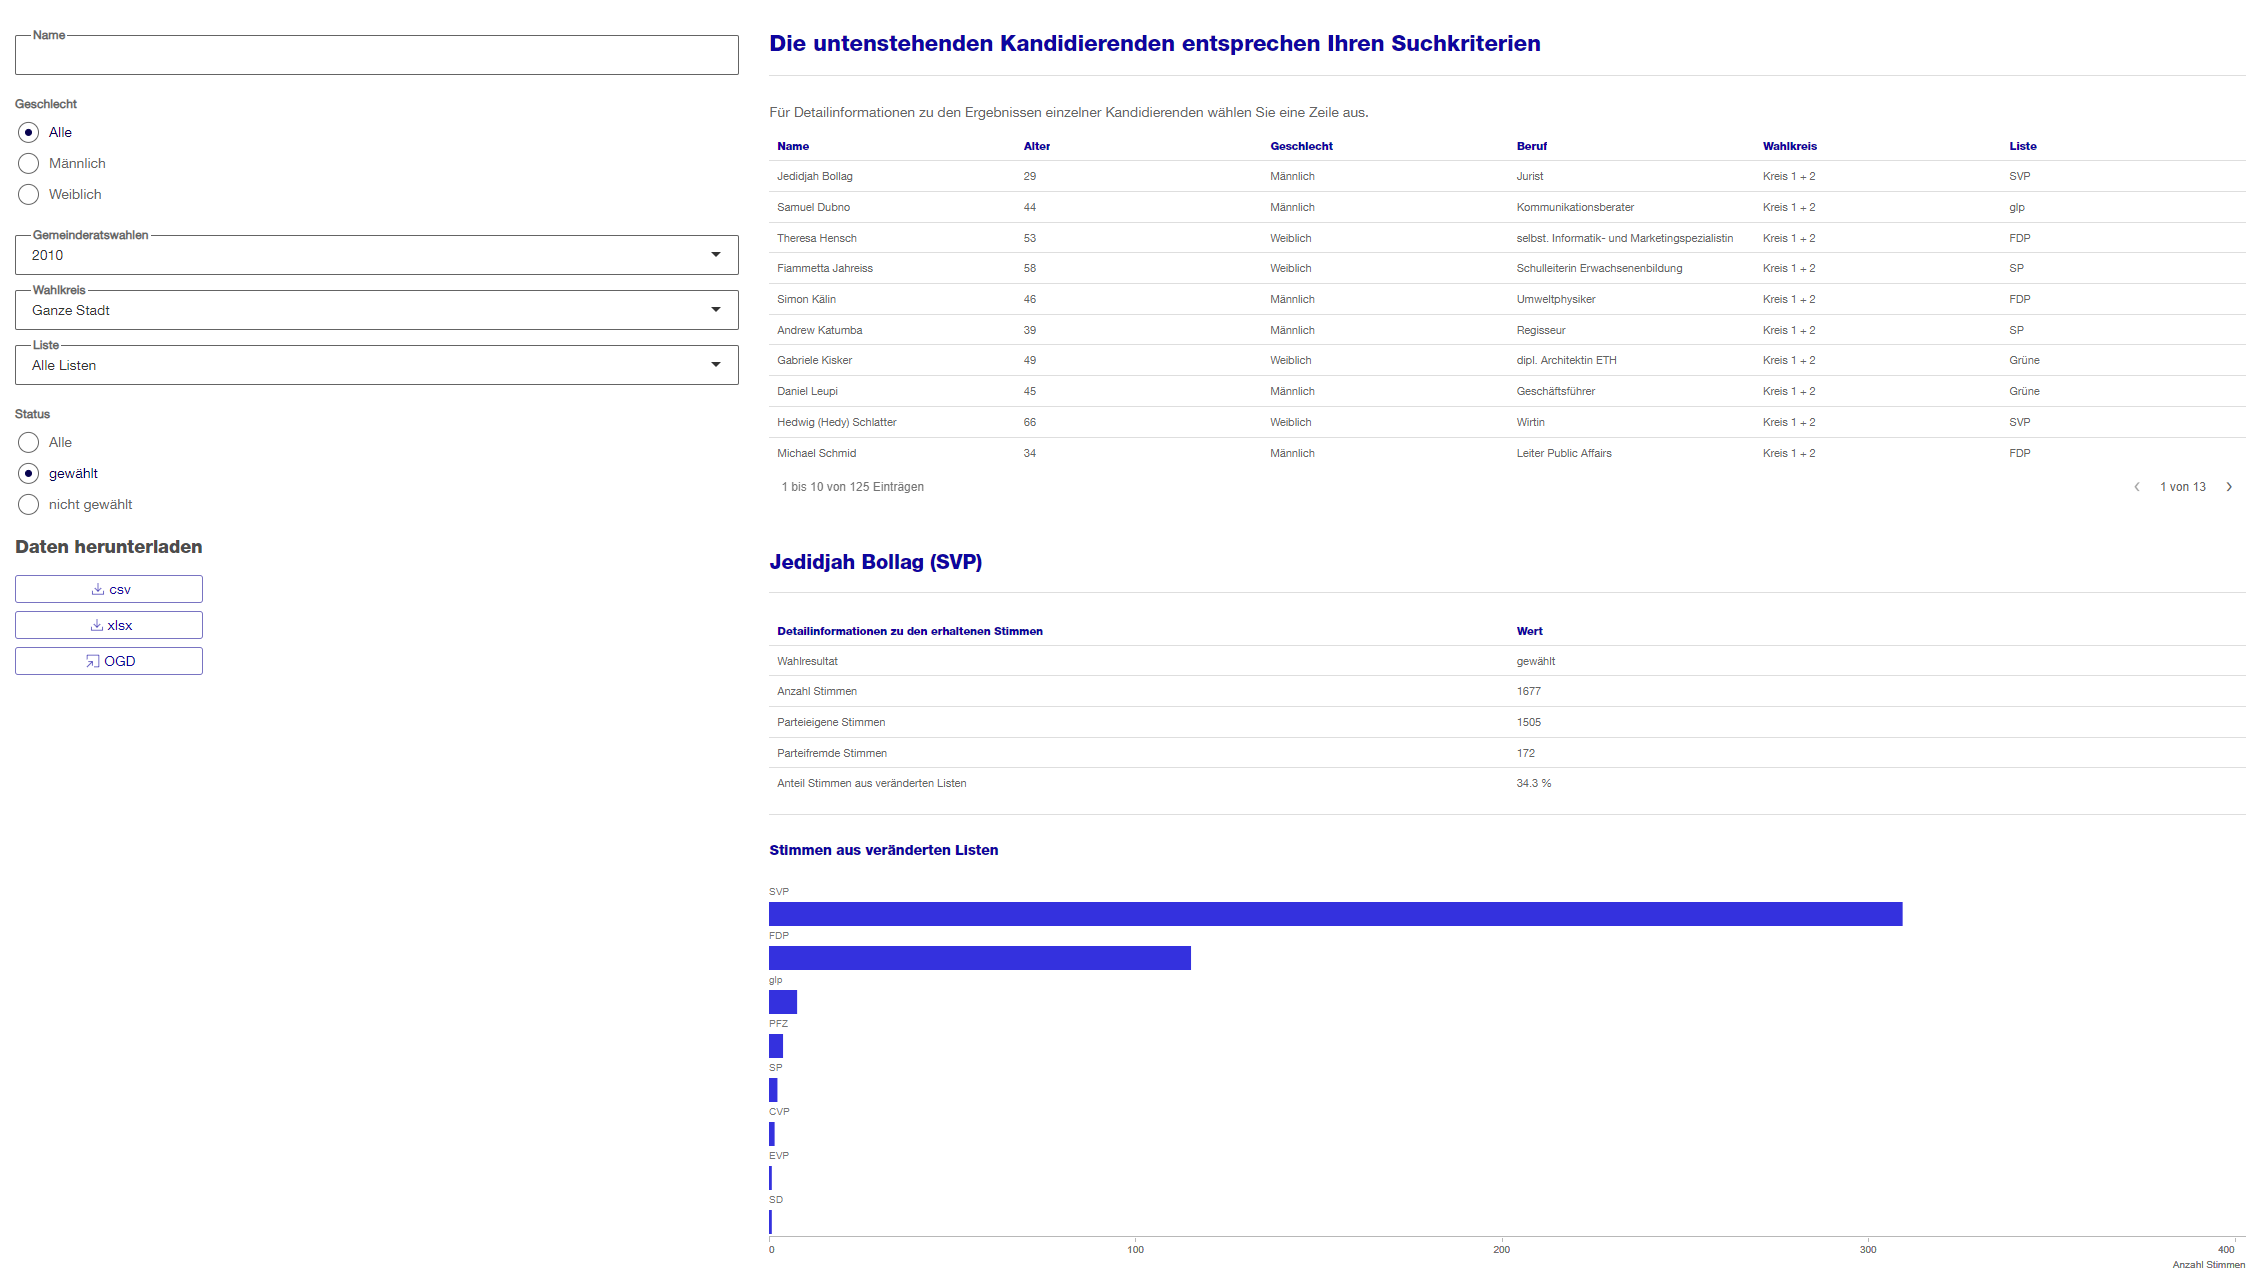 Name
Geschlecht
Alle
Männlich
Weiblich
Gemeinderatswahlen
2010
Wahlkreis
Ganze Stadt
Liste
Alle Listen
Status
Alle
gewählt
nicht gewählt
Daten herunterladen
csv
xlsx
OGD
Die untenstehenden Kandidierenden entsprechen Ihren Suchkriterien
Für Detailinformationen zu den Ergebnissen einzelner Kandidierenden wählen Sie eine Zeile aus.
Name Alter Geschlecht Beruf Wahlkreis Liste
Jedidjah Bollag 29 Männlich Jurist Kreis 1 + 2 SVP
Samuel Dubno 44 Männlich Kommunikationsberater Kreis 1 + 2 glp
Theresa Hensch 53 Weiblich selbst. Informatik- und Marketingspezialistin Kreis 1 + 2 FDP
Fiammetta Jahreiss 58 Weiblich Schulleiterin Erwachsenenbildung Kreis 1 + 2 SP
Simon Kälin 46 Männlich Umweltphysiker Kreis 1 + 2 FDP
Andrew Katumba 39 Männlich Regisseur Kreis 1 + 2 SP
Gabriele Kisker 49 Weiblich dipl. Architektin ETH Kreis 1 + 2 Grüne
Daniel Leupi 45 Männlich Geschäftsführer Kreis 1 + 2 Grüne
Hedwig (Hedy) Schlatter 66 Weiblich Wirtin Kreis 1 + 2 SVP
Michael Schmid 34 Männlich Leiter Public Affairs Kreis 1 + 2 FDP
1 bis 10 von 125 Einträgen 1 von 13
Jedidjah Bollag (SVP)
Detailinformationen zu den erhaltenen Stimmen Wert
Wahlresultat gewählt
Anzahl Stimmen 1677
Parteieigene Stimmen 1505
Parteifremde Stimmen 172
Anteil Stimmen aus veränderten Listen 34.3 %
Stimmen aus veränderten Listen
SVP
FDP
glp
PFZ
SP
CVP
EVP
SD
0 100 200 300 400
Anzahl Stimmen